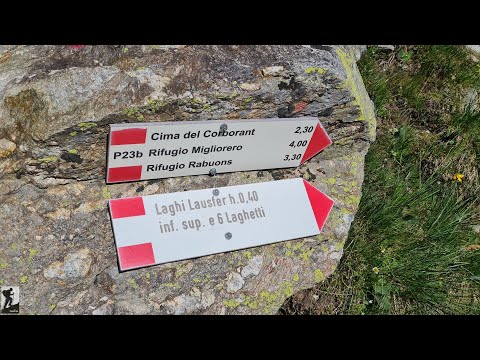 Cima del Corborant 2,30
P23b Rifugio Migliorero 4,00
Rifugio Rabuons 3,30
Laghi Lausfer h.0,40
inf. sup. e 6 Laghetti